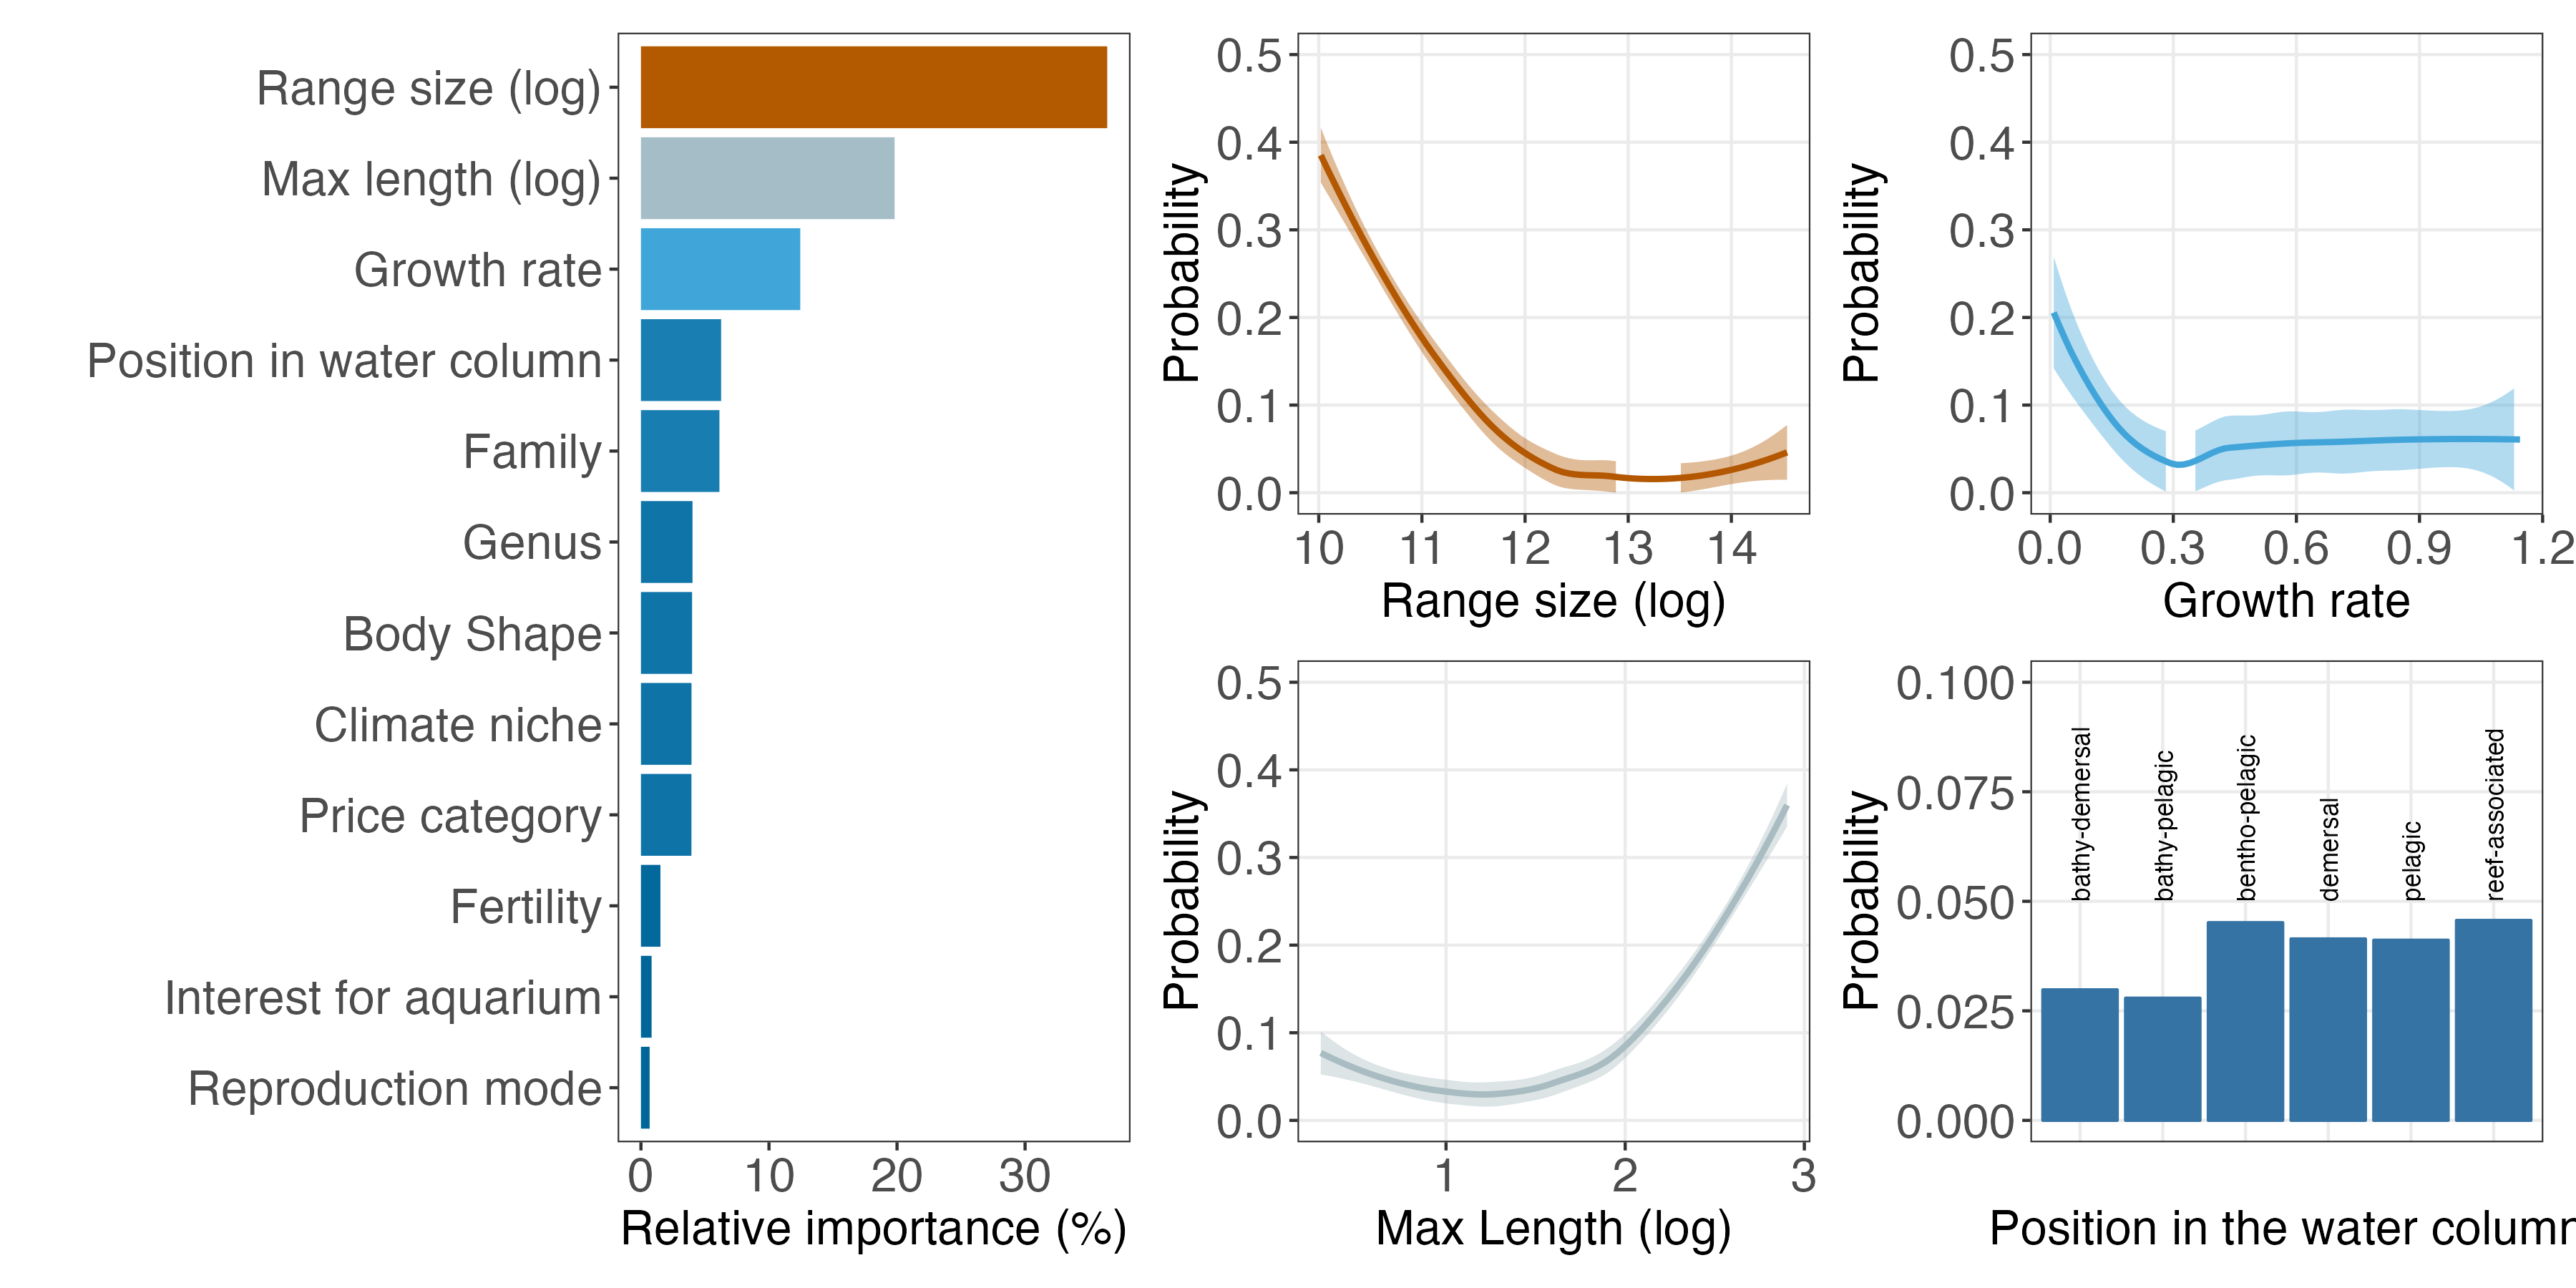 Range size (log)
Max length (log)
Growth rate
Position in water column
Family
Genus
Body Shape
Climate niche
Price category
Fertility
Interest for aquarium
Reproduction mode
0 10 20 30
Relative importance (%)
Probability
0.5
0.4
0.3
0.2
0.1
0.0
10 11 12 13 14
Range size (log)
Probability
0.5
0.4
0.3
0.2
0.1
0.0
0.0 0.3 0.6 0.9 1.2
Growth rate
Probability
0.5
0.4
0.3
0.2
0.1
0.0
1 2 3
Max Length (log)
Probability
0.100
0.075
0.050
0.025
0.000
bathy-demersal
bathy-pelagic
bentho-pelagic
demersal
pelagic
reef-associated
Position in the water column